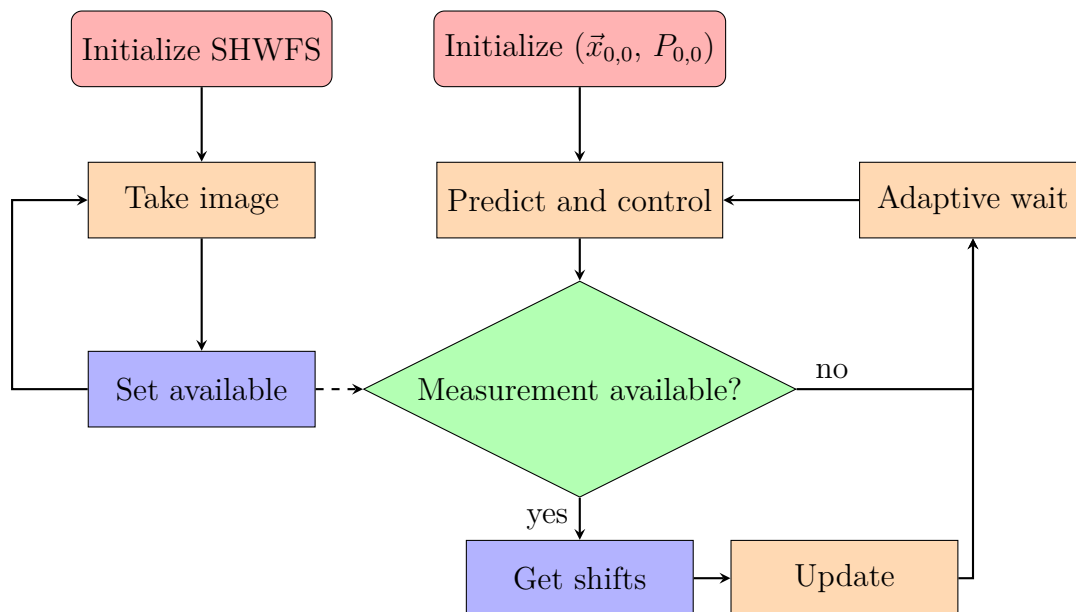 Initialize SHWFS
Initialize (x⃗₀,₀, P₀,₀)
Take image
Predict and control
Adaptive wait
Set available
Measurement available?
no
yes
Get shifts
Update